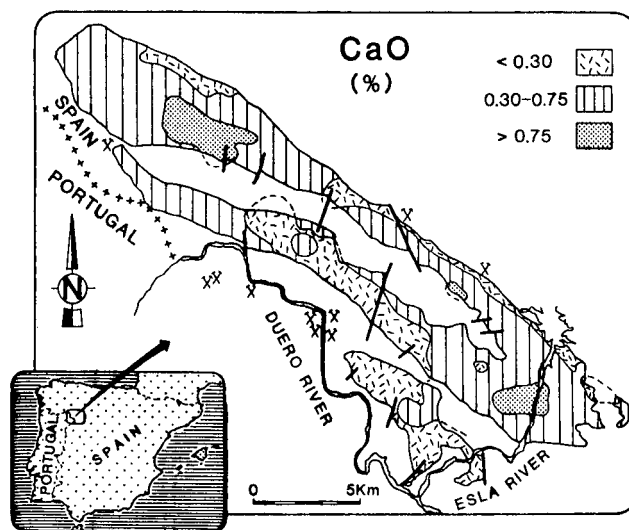 CaO
(%)
< 0.30
0.30-0.75
> 0.75
SPAIN
PORTUGAL
N
DUERO RIVER
ESLA RIVER
0 5Km
PORTUGAL
SPAIN